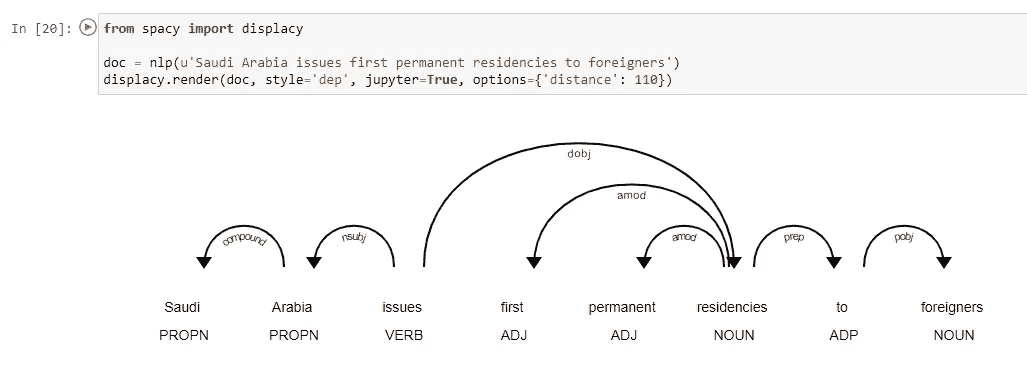 In [20]: from spacy import displacy
doc = nlp(u'Saudi Arabia issues first permanent residencies to foreigners')
displacy.render(doc, style='dep', jupyter=True, options={'distance': 110})
dobj
amod
compound nsubj amod prep pobj
Saudi Arabia issues first permanent residencies to foreigners
PROPN PROPN VERB ADJ ADJ NOUN ADP NOUN